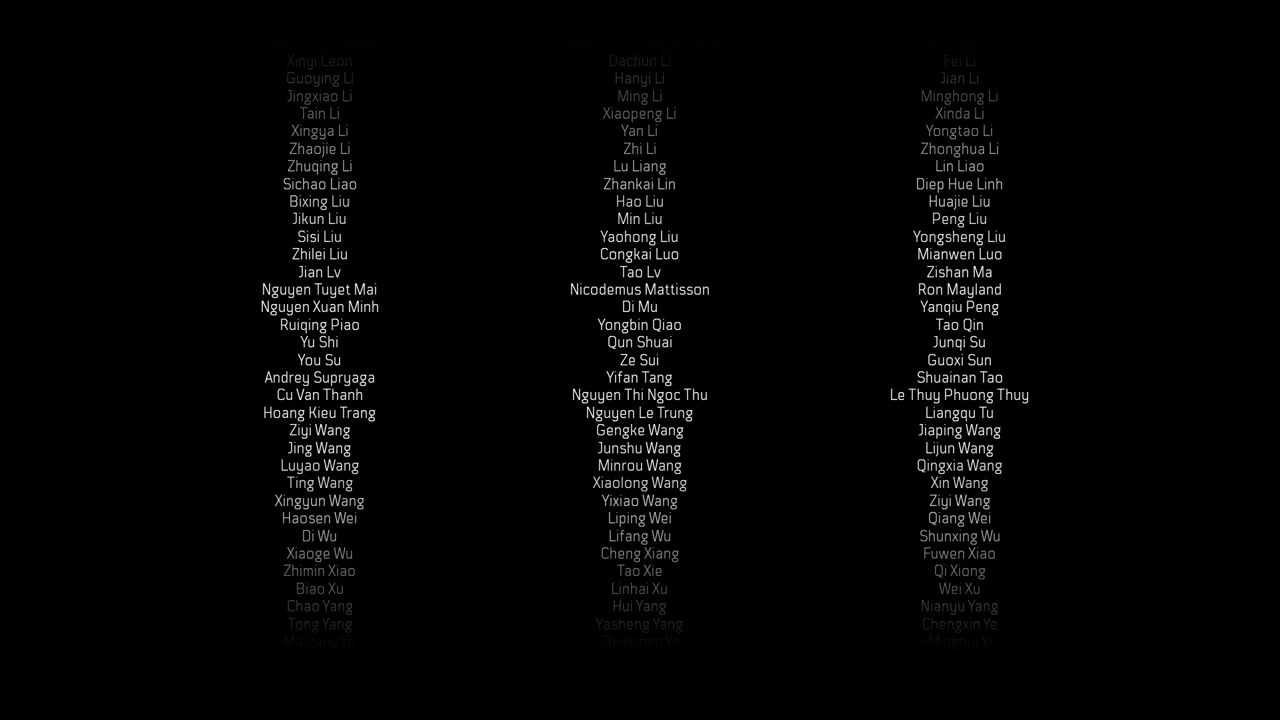 Xinyi Leon Dachun Li Fei Li
Guoying Li Hanyi Li Jian Li
Jingxiao Li Ming Li Minghong Li
Tain Li Xiaopeng Li Xinda Li
Xingya Li Yan Li Yongtao Li
Zhaojie Li Zhi Li Zhonghua Li
Zhuqing Li Lu Liang Lin Liao
Sichao Liao Zhankai Lin Diep Hue Linh
Bixing Liu Hao Liu Huajie Liu
Jikun Liu Min Liu Peng Liu
Sisi Liu Yaohong Liu Yongsheng Liu
Zhilei Liu Congkai Luo Mianwen Luo
Jian Lv Tao Lv Zishan Ma
Nguyen Tuyet Mai Nicodemus Mattisson Ron Mayland
Nguyen Xuan Minh Di Mu Yanqiu Peng
Ruiqing Piao Yongbin Qiao Tao Qin
Yu Shi Qun Shuai Junqi Su
You Su Ze Sui Guoxi Sun
Andrey Supryaga Yifan Tang Shuainan Tao
Cu Van Thanh Nguyen Thi Ngoc Thu Le Thuy Phuong Thuy
Hoang Kieu Trang Nguyen Le Trung Liangqu Tu
Ziyi Wang Gengke Wang Jiaping Wang
Jing Wang Junshu Wang Lijun Wang
Luyao Wang Minrou Wang Qingxia Wang
Ting Wang Xiaolong Wang Xin Wang
Xingyun Wang Yixiao Wang Ziyi Wang
Haosen Wei Liping Wei Qiang Wei
Di Wu Lifang Wu Shunxing Wu
Xiaoge Wu Cheng Xiang Fuwen Xiao
Zhimin Xiao Tao Xie Qi Xiong
Biao Xu Linhai Xu Wei Xu
Chao Yang Hui Yang Nianyu Yang
Tong Yang Yasheng Yang Chengxin Ye